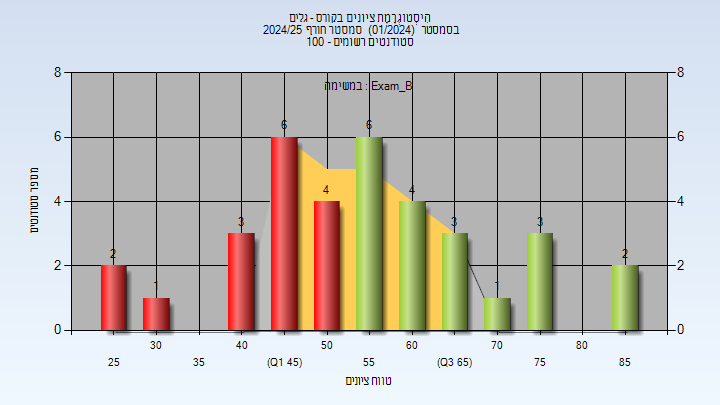 היסטוגרמת ציונים בקורס - גלים
בסמסטר (01/2024) סמסטר חורף 2024/25
סטודנטים רשומים - 100
במשימה : Exam_B
8 8
6 6
4 4
2 2
0 0
מספר סטודנטים
2 1 3 6 4 6 4 3 1 3 2
30 40 50 60 70 80
25 35 (Q1 45) 55 (Q3 65) 75 85
טווח ציונים